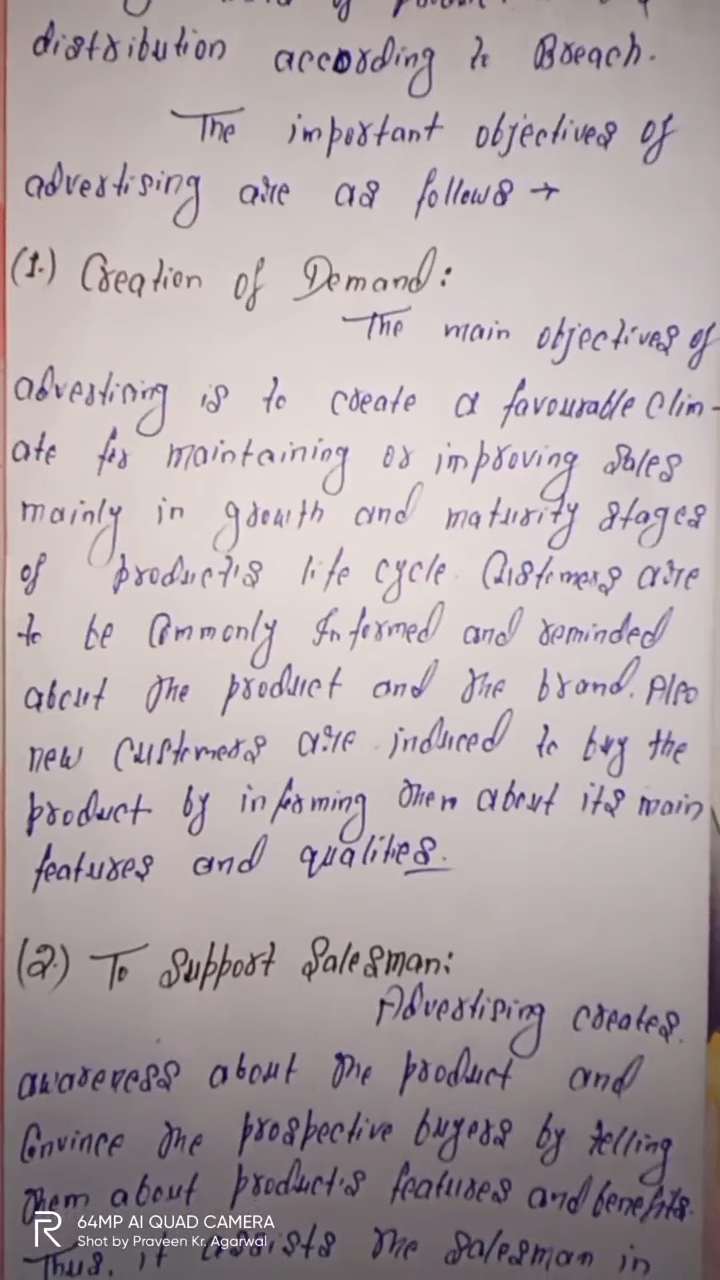 of
distribution according to Breach.
The important objectives of
advertising are as follows →
(1.) Creation of Demand:
The main objectives of
advertising is to create a favourable Clim-
ate for maintaining or improving Sales
mainly in growth and maturity stages
of product's life cycle. Customers are
to be Commonly Informed and reminded
about the product and the brand. Also
new Customers are induced to buy the
product by informing them about its main
features and qualities.
(2.) To Support Salesman:
Advertising creates
awareness about the product and
Convince the prospective buyers by telling
them about product's features and benefits.
Thus, it assists the Salesman in
R
64MP AI QUAD CAMERA
Shot by Praveen Kr. Agarwal